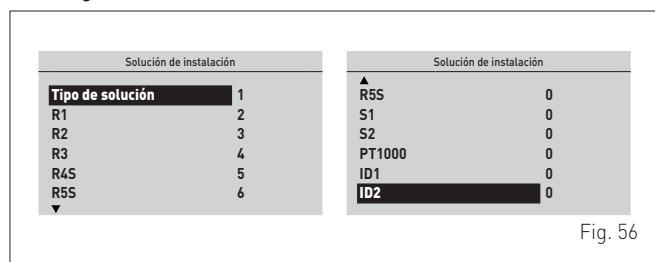 Solución de instalación
Tipo de solución 1
R1 2
R2 3
R3 4
R4S 5
R5S 6
Solución de instalación
R5S 0
S1 0
S2 0
PT1000 0
ID1 0
ID2 0
Fig. 56